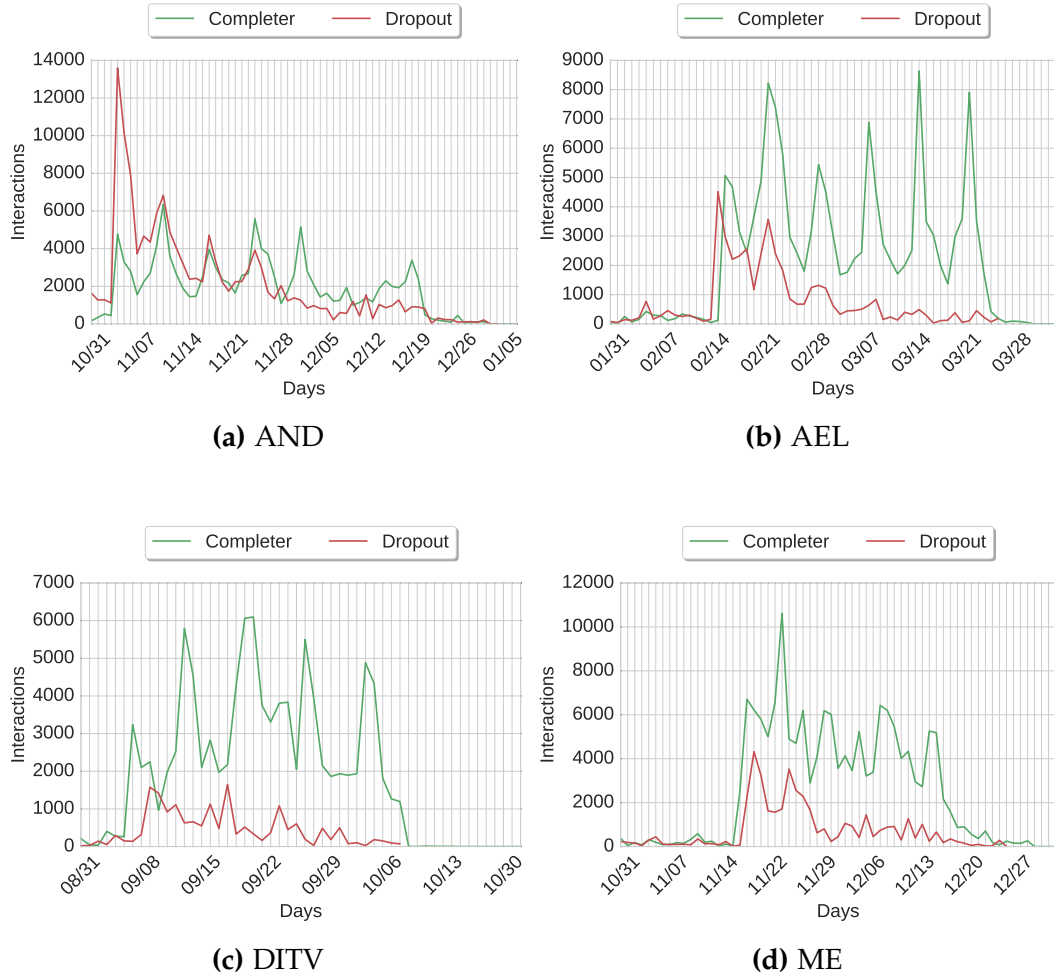 Completer Dropout
14000
12000
10000
8000
6000
4000
2000
0
Interactions
10/31 11/07 11/14 11/21 11/28 12/05 12/12 12/19 12/26 01/05
Days
(a) AND
Completer Dropout
9000
8000
7000
6000
5000
4000
3000
2000
1000
0
Interactions
01/31 02/07 02/14 02/21 02/28 03/07 03/14 03/21 03/28
Days
(b) AEL
Completer Dropout
7000
6000
5000
4000
3000
2000
1000
0
Interactions
08/31 09/08 09/15 09/22 09/29 10/06 10/13 10/30
Days
(c) DITV
Completer Dropout
12000
10000
8000
6000
4000
2000
0
Interactions
10/31 11/07 11/14 11/22 11/29 12/06 12/13 12/20 12/27
Days
(d) ME